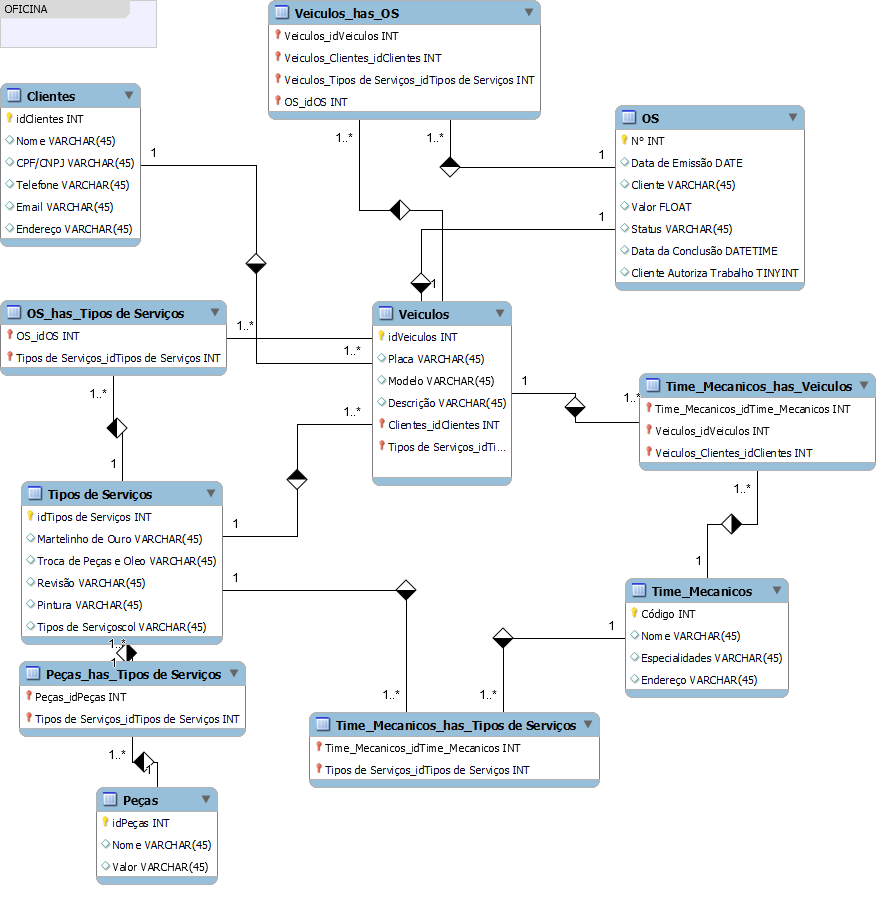 OFICINA
Veiculos_has_OS
Veiculos_idVeiculos INT
Veiculos_Clientes_idClientes INT
Veiculos_Tipos de Serviços_idTipos de Serviços INT
OS_idOS INT
Clientes
idClientes INT
Nome VARCHAR(45)
CPF/CNPJ VARCHAR(45)
Telefone VARCHAR(45)
Email VARCHAR(45)
Endereço VARCHAR(45)
OS
Nº INT
Data de Emissão DATE
Cliente VARCHAR(45)
Valor FLOAT
Status VARCHAR(45)
Data da Conclusão DATETIME
Cliente Autoriza Trabalho TINYINT
1..*
1..*
1
1
1
1
OS_has_Tipos de Serviços
OS_idOS INT
Tipos de Serviços_idTipos de Serviços INT
1..*
1..*
Veiculos
idVeiculos INT
Placa VARCHAR(45)
Modelo VARCHAR(45)
Descrição VARCHAR(45)
Clientes_idClientes INT
Tipos de Serviços_idTi...
1..*
1
1..*
1
1..*
Time_Mecanicos_has_Veiculos
Time_Mecanicos_idTime_Mecanicos INT
Veiculos_idVeiculos INT
Veiculos_Clientes_idClientes INT
1..*
1
Tipos de Serviços
idTipos de Serviços INT
Martelinho de Ouro VARCHAR(45)
Troca de Peças e Oleo VARCHAR(45)
Revisão VARCHAR(45)
Pintura VARCHAR(45)
Tipos de Serviçoscol VARCHAR(45)
1
1
Time_Mecanicos
Código INT
Nome VARCHAR(45)
Especialidades VARCHAR(45)
Endereço VARCHAR(45)
1
1..*
1
Peças_has_Tipos de Serviços
Peças_idPeças INT
Tipos de Serviços_idTipos de Serviços INT
1..*
1..*
Time_Mecanicos_has_Tipos de Serviços
Time_Mecanicos_idTime_Mecanicos INT
Tipos de Serviços_idTipos de Serviços INT
1..*
1
Peças
idPeças INT
Nome VARCHAR(45)
Valor VARCHAR(45)